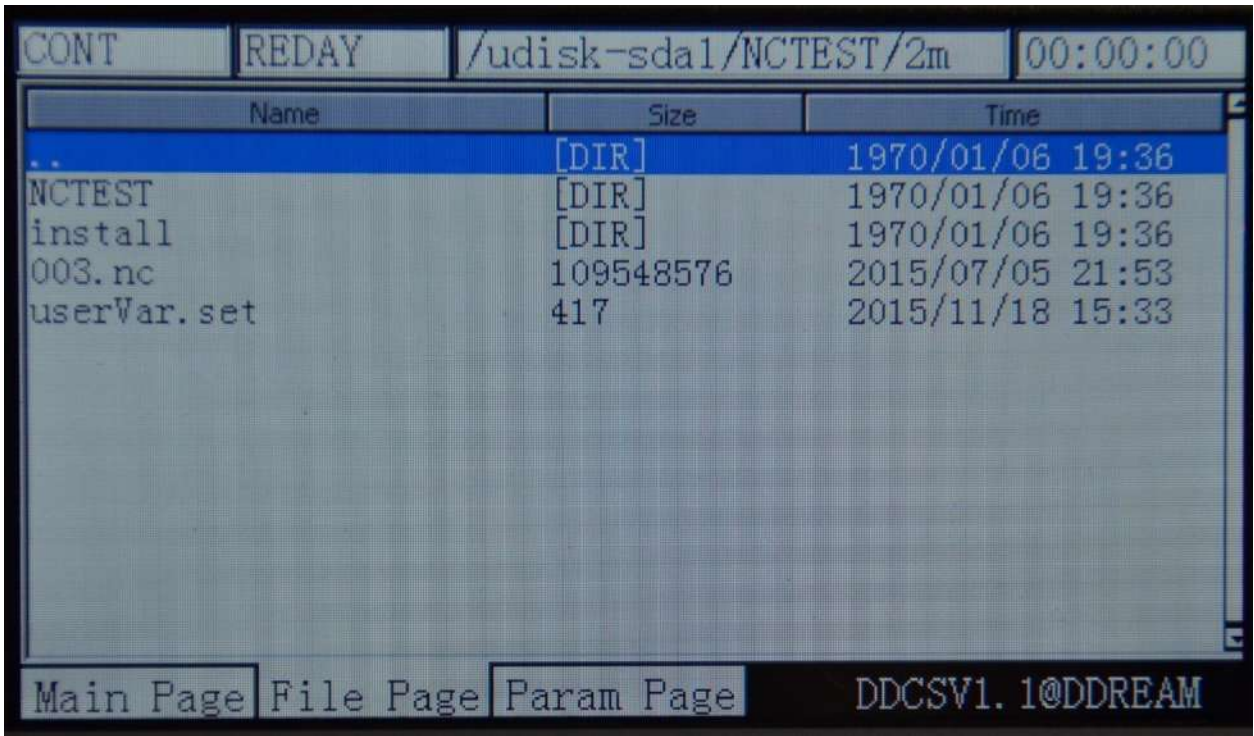 CONT REDAY /udisk-sda1/NCTEST/2m 00:00:00
Name Size Time
.. [DIR] 1970/01/06 19:36
NCTEST [DIR] 1970/01/06 19:36
install [DIR] 1970/01/06 19:36
003.nc 109548576 2015/07/05 21:53
userVar.set 417 2015/11/18 15:33
Main Page File Page Param Page DDCSV1.1@DDREAM